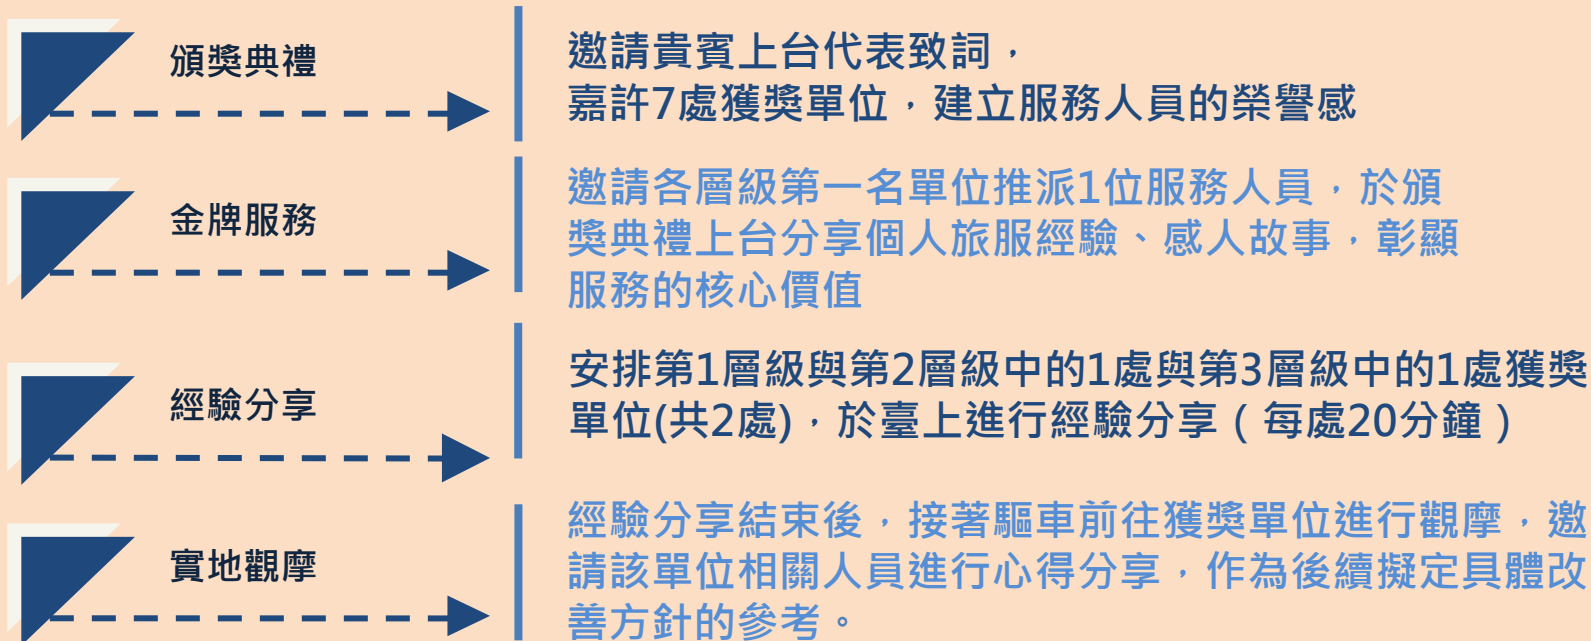 頒獎典禮
邀請貴賓上台代表致詞，
嘉許7處獲獎單位，建立服務人員的榮譽感
金牌服務
邀請各層級第一名單位推派1位服務人員，於頒
獎典禮上台分享個人旅服經驗、感人故事，彰顯
服務的核心價值
經驗分享
安排第1層級與第2層級中的1處與第3層級中的1處獲獎
單位(共2處)，於臺上進行經驗分享（每處20分鐘）
實地觀摩
經驗分享結束後，接著驅車前往獲獎單位進行觀摩，邀
請該單位相關人員進行心得分享，作為後續擬定具體改
善方針的參考。